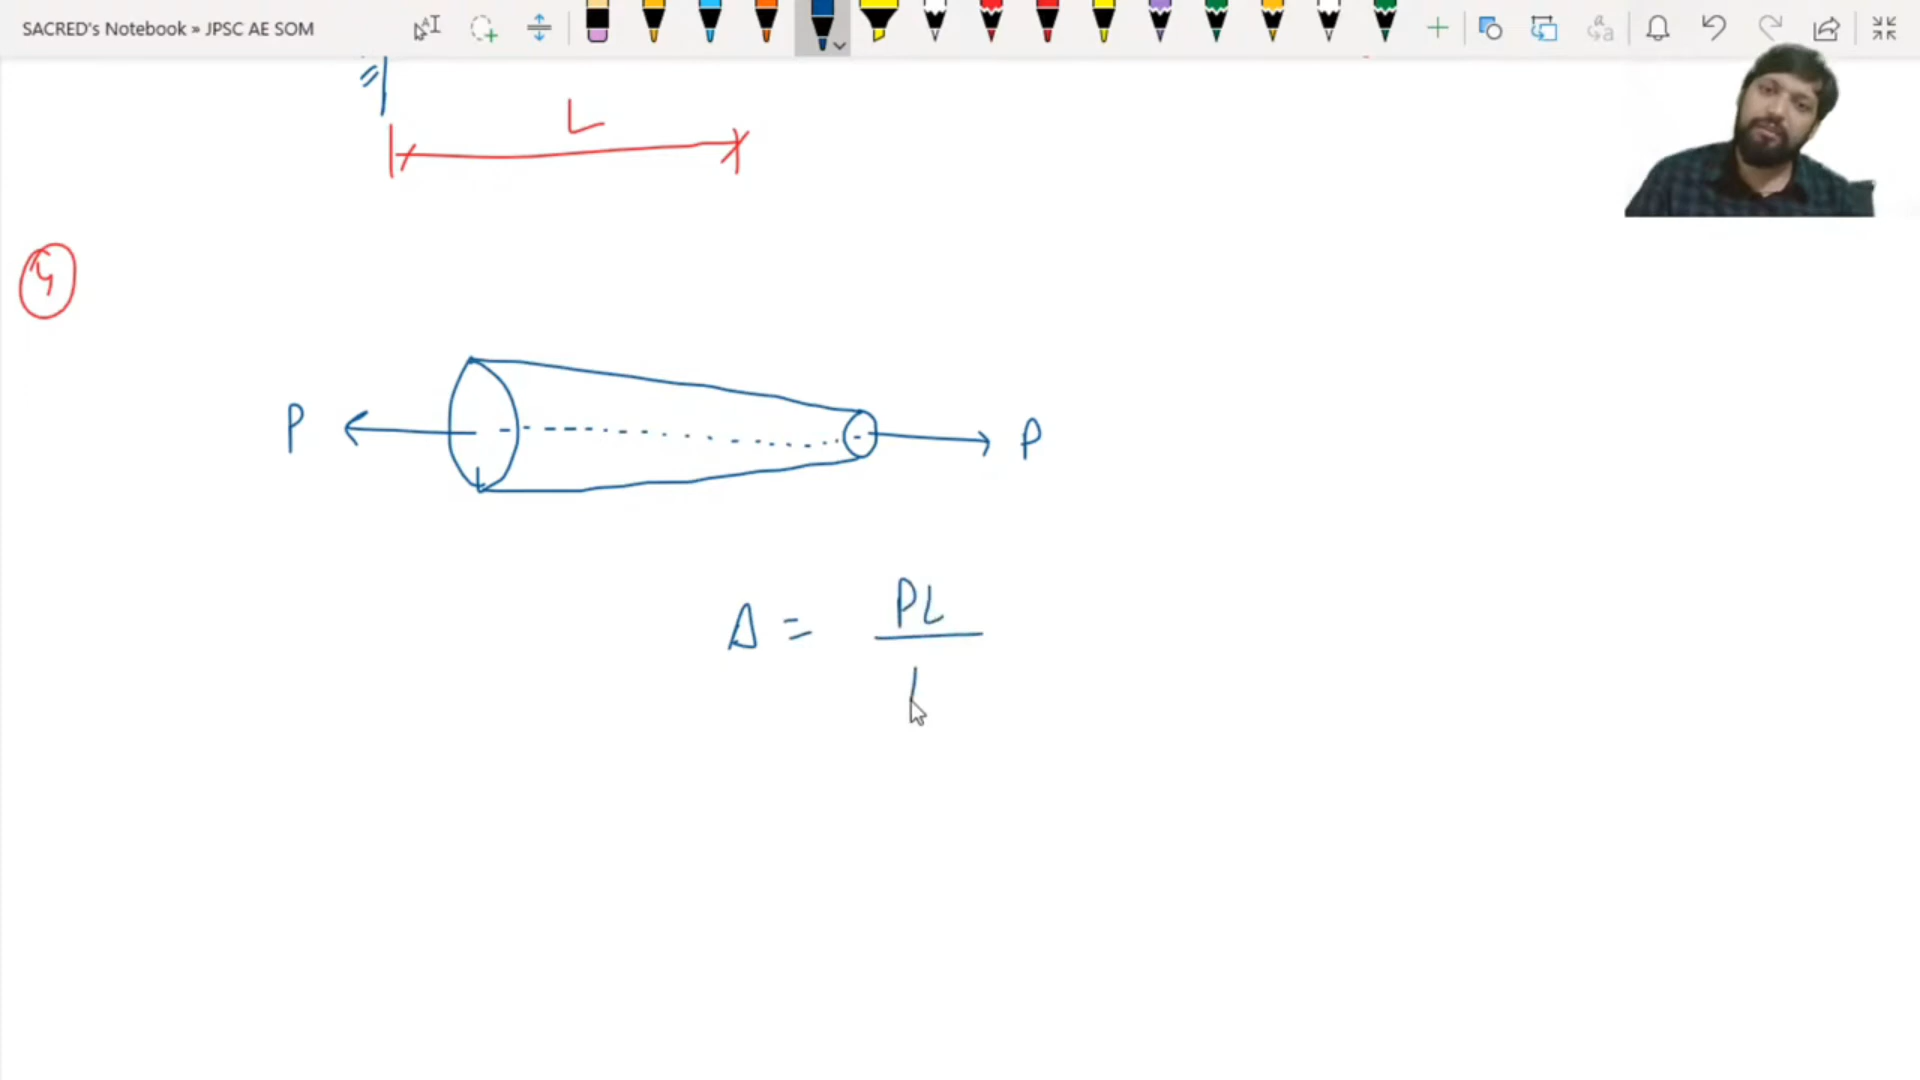 SACRED's Notebook » JPSC AE SOM
L
4
P P
Δ = PL